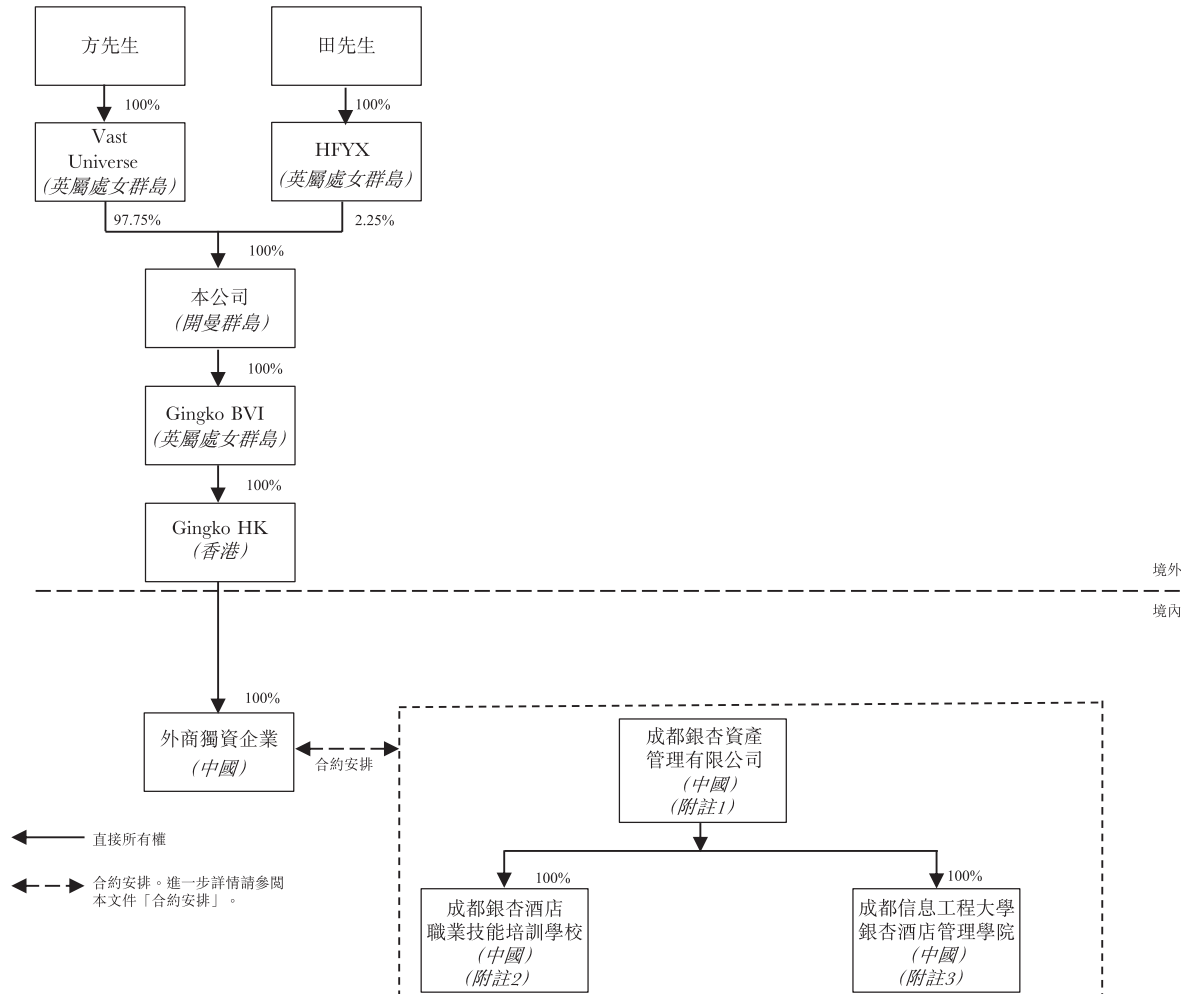 方先生
田先生
100%
100%
Vast
Universe
(英屬處女群島)
HFYX
(英屬處女群島)
97.75%
2.25%
100%
本公司
(開曼群島)
100%
Gingko BVI
(英屬處女群島)
100%
Gingko HK
(香港)
境外
境內
100%
外商獨資企業
(中國)
合約安排
成都銀杏資產
管理有限公司
(中國)
(附註1)
直接所有權
合約安排。進一步詳情請參閱
本文件「合約安排」。
100%
100%
成都銀杏酒店
職業技能培訓學校
(中國)
(附註2)
成都信息工程大學
銀杏酒店管理學院
(中國)
(附註3)